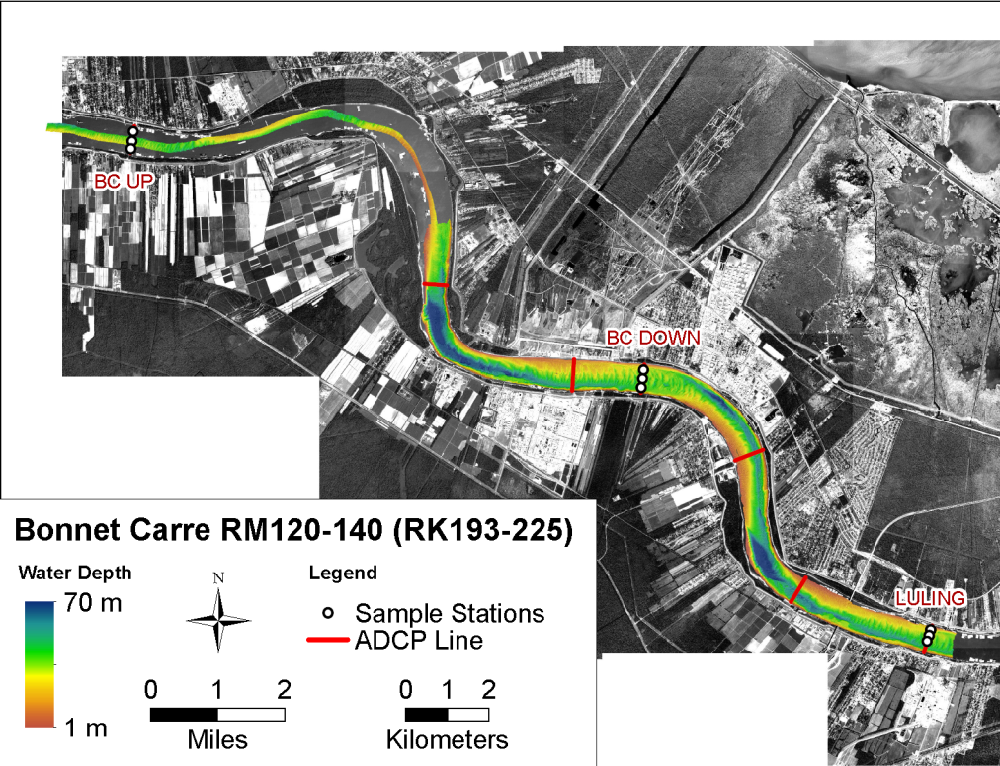 BC UP
BC DOWN
LULING
Bonnet Carre RM120-140 (RK193-225)
Water Depth
70 m
1 m
N
Legend
Sample Stations
ADCP Line
0 1 2
Miles
0 1 2
Kilometers